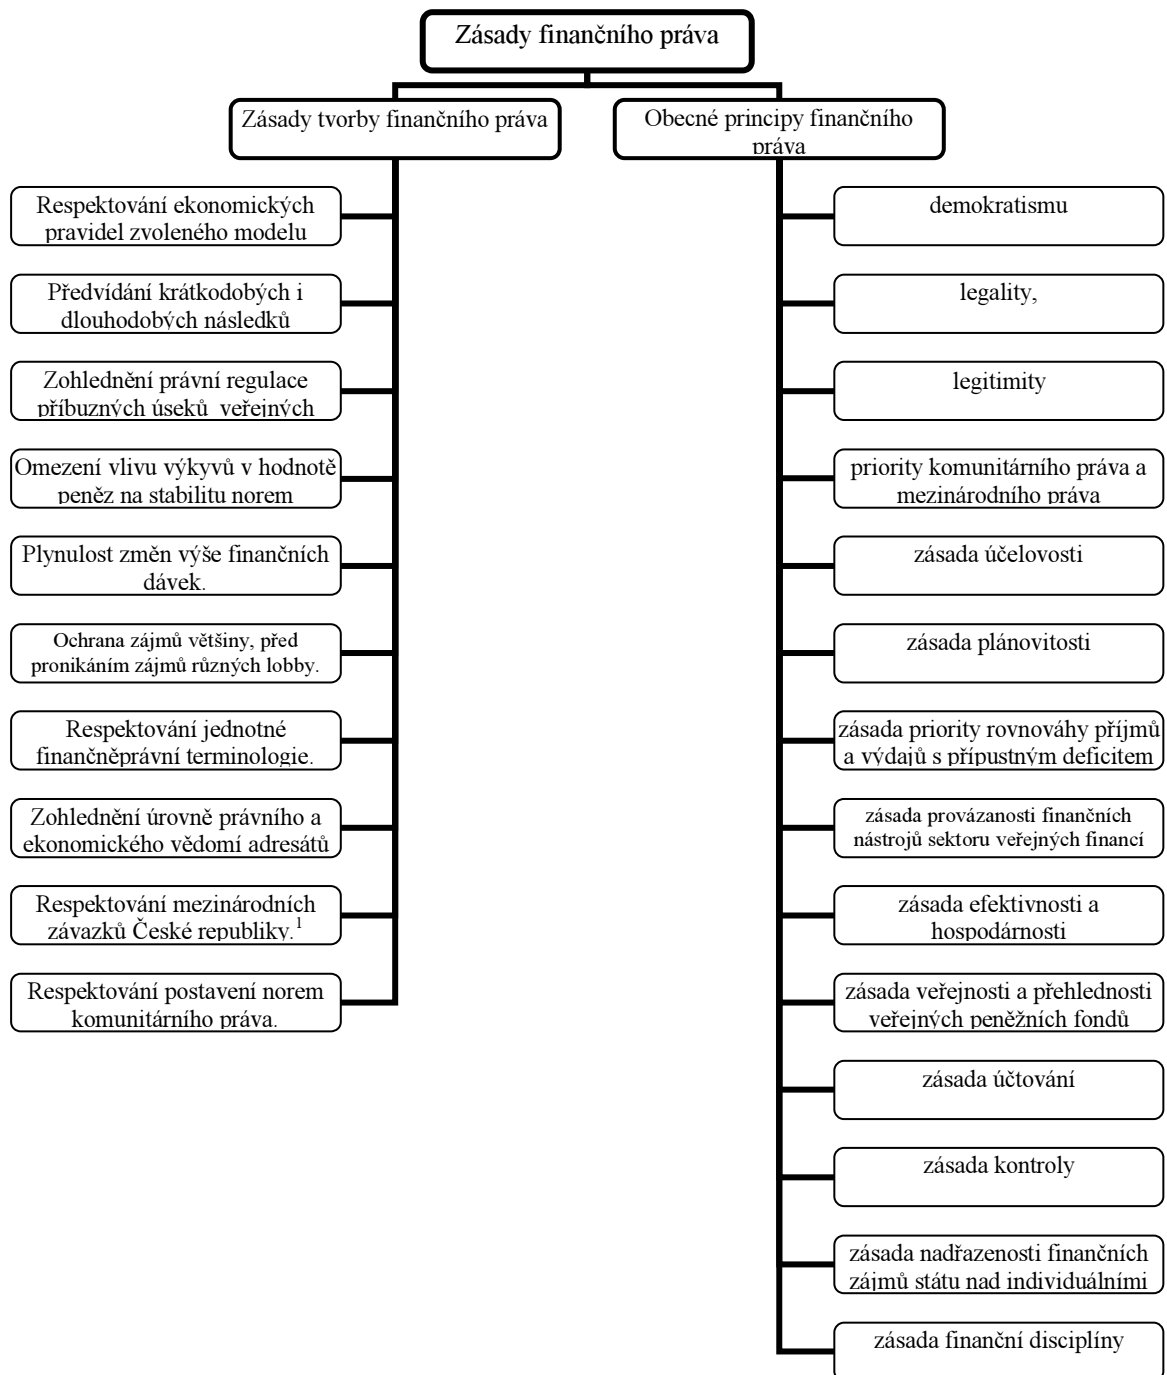 Zásady finančního práva
Zásady tvorby finančního práva
Obecné principy finančního
práva
Respektování ekonomických
pravidel zvoleného modelu
Předvídání krátkodobých i
dlouhodobých následků
Zohlednění právní regulace
příbuzných úseků veřejných
Omezení vlivu výkyvů v hodnotě
peněz na stabilitu norem
Plynulost změn výše finančních
dávek.
Ochrana zájmů většiny, před
pronikáním zájmů různých lobby.
Respektování jednotné
finančněprávní terminologie.
Zohlednění úrovně právního a
ekonomického vědomí adresátů
Respektování mezinárodních
závazků České republiky.1
Respektování postavení norem
komunitárního práva.
demokratismu
legality,
legitimity
priority komunitárního práva a
mezinárodního práva
zásada účelovosti
zásada plánovitosti
zásada priority rovnováhy příjmů
a výdajů s přípustným deficitem
zásada provázanosti finančních
nástrojů sektoru veřejných financí
zásada efektivnosti a
hospodárnosti
zásada veřejnosti a přehlednosti
veřejných peněžních fondů
zásada účtování
zásada kontroly
zásada nadřazenosti finančních
zájmů státu nad individuálními
zásada finanční disciplíny